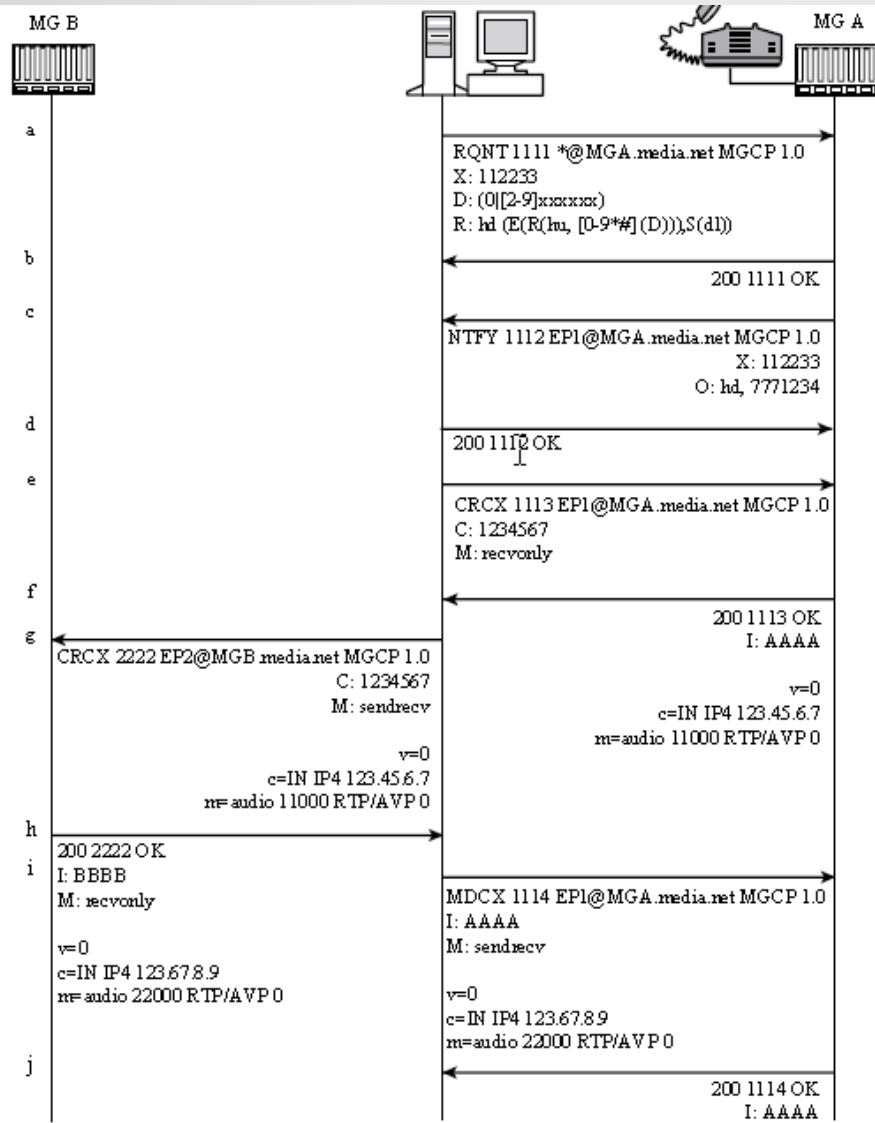 MG B
MG A
a
RQNT 1111 *@MGA.media.net MGCP 1.0
X: 112233
D: (0|[2-9]xxxxxx)
R: hd (E(R(hu, [0-9*#](D))),S(dl))
b
200 1111 OK
c
NTFY 1112 EP1@MGA.media.net MGCP 1.0
X: 112233
O: hd, 7771234
d
200 1112 OK
e
CRCX 1113 EP1@MGA.media.net MGCP 1.0
C: 1234567
M: recvonly
f
200 1113 OK
I: AAAA
v=0
c=IN IP4 123.45.6.7
m=audio 11000 RTP/AVP 0
g
CRCX 2222 EP2@MGB.media.net MGCP 1.0
C: 1234567
M: sendrecv
v=0
c=IN IP4 123.45.6.7
m=audio 11000 RTP/AVP 0
h
200 2222 OK
I: BBBB
M: recvonly
v=0
c=IN IP4 123.67.8.9
m=audio 22000 RTP/AVP 0
i
MDCX 1114 EP1@MGA.media.net MGCP 1.0
I: AAAA
M: sendrecv
v=0
c=IN IP4 123.67.8.9
m=audio 22000 RTP/AVP 0
j
200 1114 OK
I: AAAA